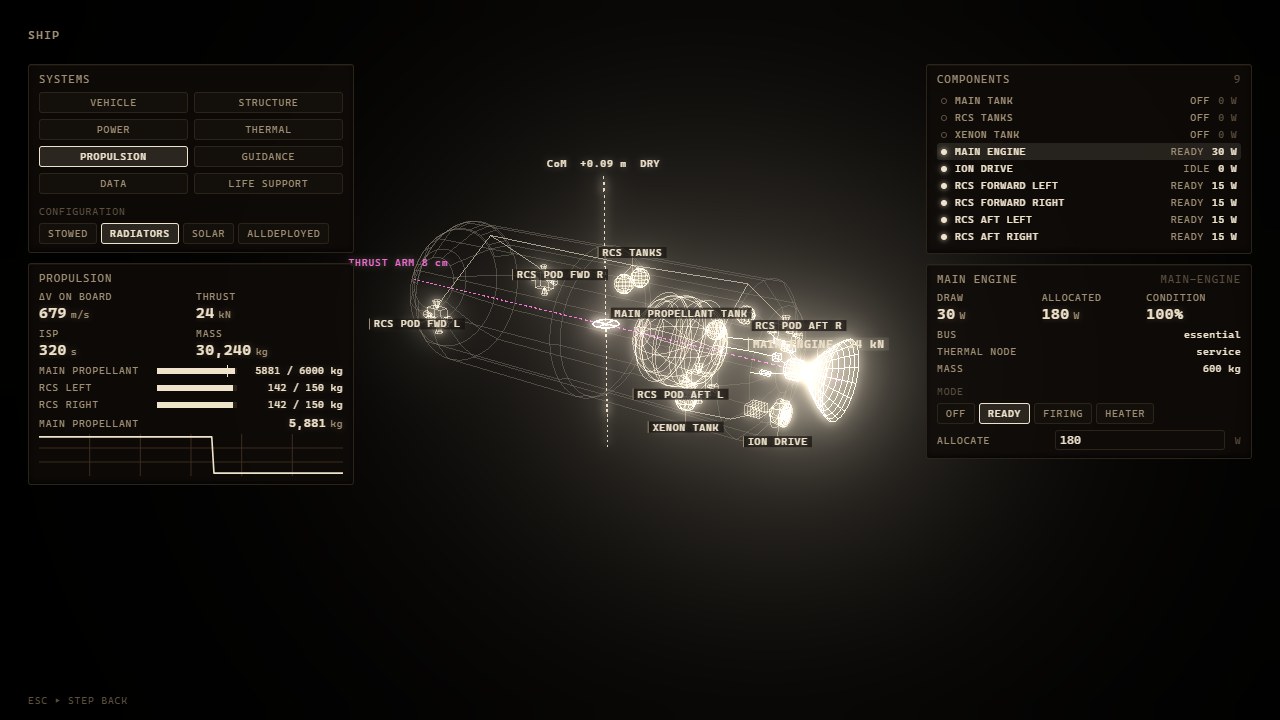 SHIP
SYSTEMS
VEHICLE STRUCTURE
POWER THERMAL
PROPULSION GUIDANCE
DATA LIFE SUPPORT
CONFIGURATION
STOWED RADIATORS SOLAR ALLDEPLOYED
PROPULSION
ΔV ON BOARD THRUST
679 m/s 24 kN
ISP MASS
320 s 30,240 kg
MAIN PROPELLANT 5881 / 6000 kg
RCS LEFT 142 / 150 kg
RCS RIGHT 142 / 150 kg
MAIN PROPELLANT 5,881 kg
CoM +0.09 m DRY
RCS TANKS
THRUST ARM 8 cm
RCS POD FWD R
MAIN PROPELLANT TANK
RCS POD FWD L
RCS POD AFT R
MAIN ENGINE 24 kN
RCS POD AFT L
XENON TANK
ION DRIVE
COMPONENTS 9
MAIN TANK OFF 0 W
RCS TANKS OFF 0 W
XENON TANK OFF 0 W
MAIN ENGINE READY 30 W
ION DRIVE IDLE 0 W
RCS FORWARD LEFT READY 15 W
RCS FORWARD RIGHT READY 15 W
RCS AFT LEFT READY 15 W
RCS AFT RIGHT READY 15 W
MAIN ENGINE MAIN-ENGINE
DRAW ALLOCATED CONDITION
30 W 180 W 100%
BUS essential
THERMAL NODE service
MASS 600 kg
MODE
OFF READY FIRING HEATER
ALLOCATE 180 W
ESC ▸ STEP BACK